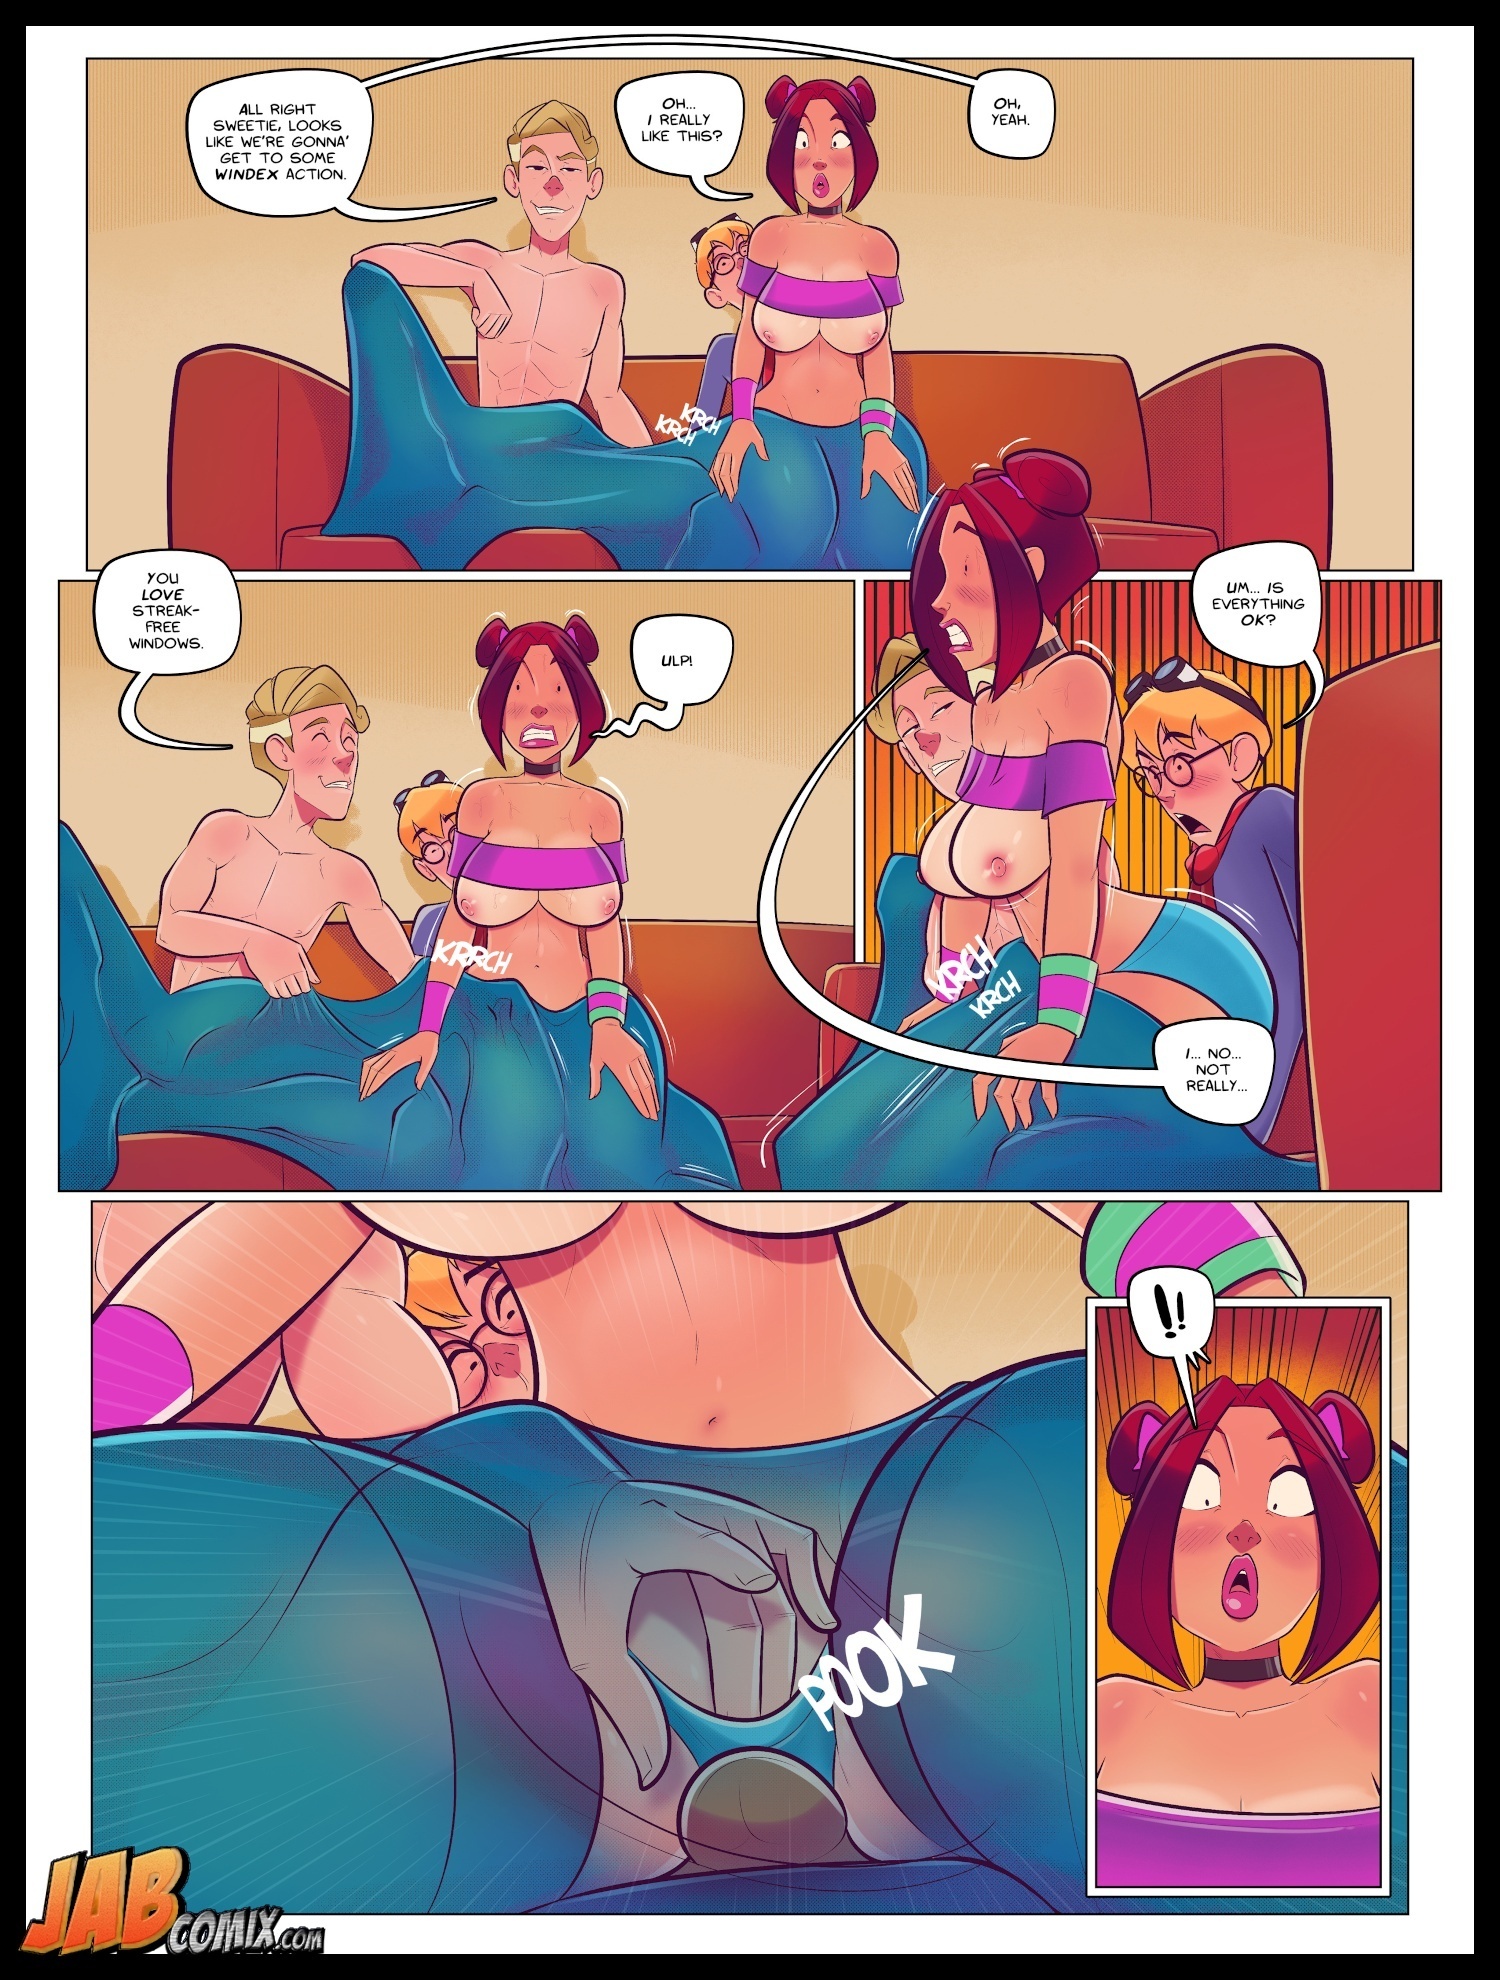 ALL RIGHT
SWEETIE, LOOKS
LIKE WE'RE GONNA'
GET TO SOME
WINDEX ACTION.
OH...
I REALLY
LIKE THIS?
OH,
YEAH.
KRCH
KRCH
YOU
LOVE
STREAK-
FREE
WINDOWS.
ULP!
KRRCH
UM... IS
EVERYTHING
OK?
KRCH
KRCH
I... NO...
NOT
REALLY...
!!
POOK
JAB
COMIX.COM